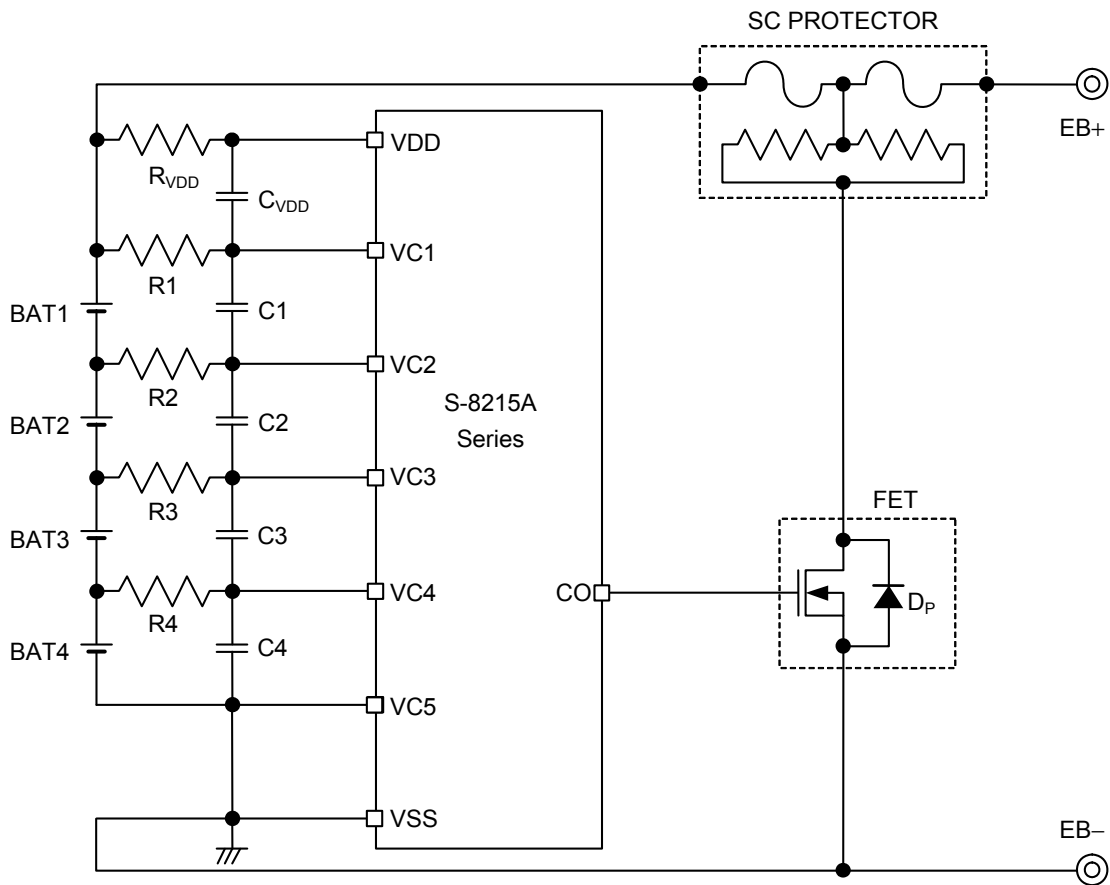 SC PROTECTOR
EB+
VDD
R_VDD
C_VDD
VC1
R1
BAT1
C1
VC2
R2
S-8215A
Series
BAT2
C2
VC3
R3
FET
BAT3
C3
VC4
CO
D_P
R4
BAT4
C4
VC5
VSS
EB−